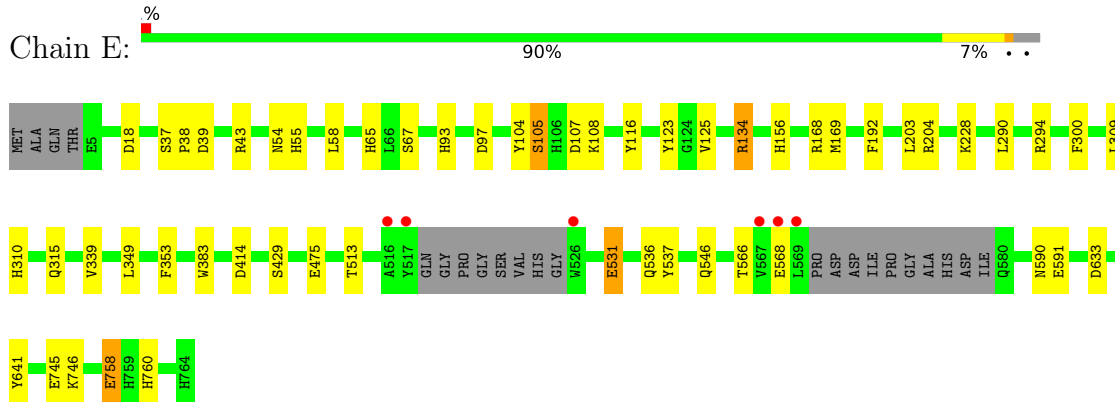 .%
Chain E:
90% 7% • •
MET ALA GLN THR E5 D18 S37 P38 D39 R43 N54 H55 L58 H65 L66 S67 H93 D97 Y104 S105 H106 D107 K108 Y116 Y123 G124 V125 R134 H156 R168 M169 F192 L203 R204 K228 L290 R294 F300 L309
H310 Q315 V339 L349 F353 W383 D414 S429 E475 T513 A516 W517 GLN GLY PRO GLY SER VAL HIS GLY W526 E531 Q536 Y537 Q546 T566 V567 E568 L569 PRO ASP ASP ILE PRO GLY ALA HIS ASP ILE Q580 N590 E591 D633
Y641 E745 K746 E758 H759 H760 H764